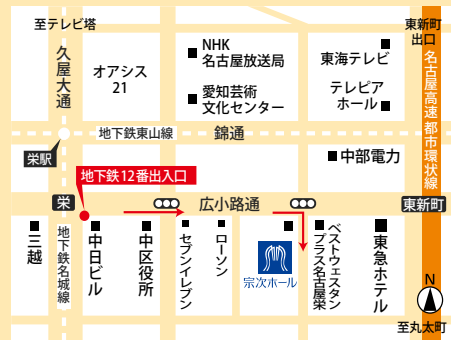 至テレビ塔
東新町
出口
久屋大通
オアシス
21
NHK
名古屋放送局
愛知芸術
文化センター
東海テレビ
テレピア
ホール
名古屋高速都市環状線
地下鉄東山線
錦通
栄駅
中部電力
地下鉄12番出入口
栄
広小路通
東新町
三越
地下鉄名城線
中日ビル
中区役所
セブンイレブン
ローソン
宗次ホール
ベストウェスタン
プラス名古屋栄
東急ホテル
N
至丸太町